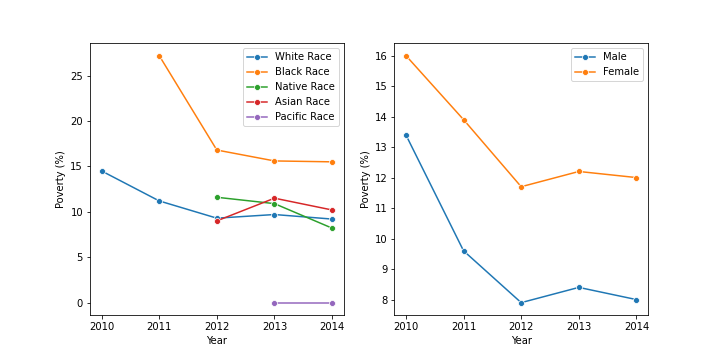 White Race
Black Race
Native Race
Asian Race
Pacific Race
25
20
15
10
5
0
Poverty (%)
2010 2011 2012 2013 2014
Year
Male
Female
16
15
14
13
12
11
10
9
8
Poverty (%)
2010 2011 2012 2013 2014
Year